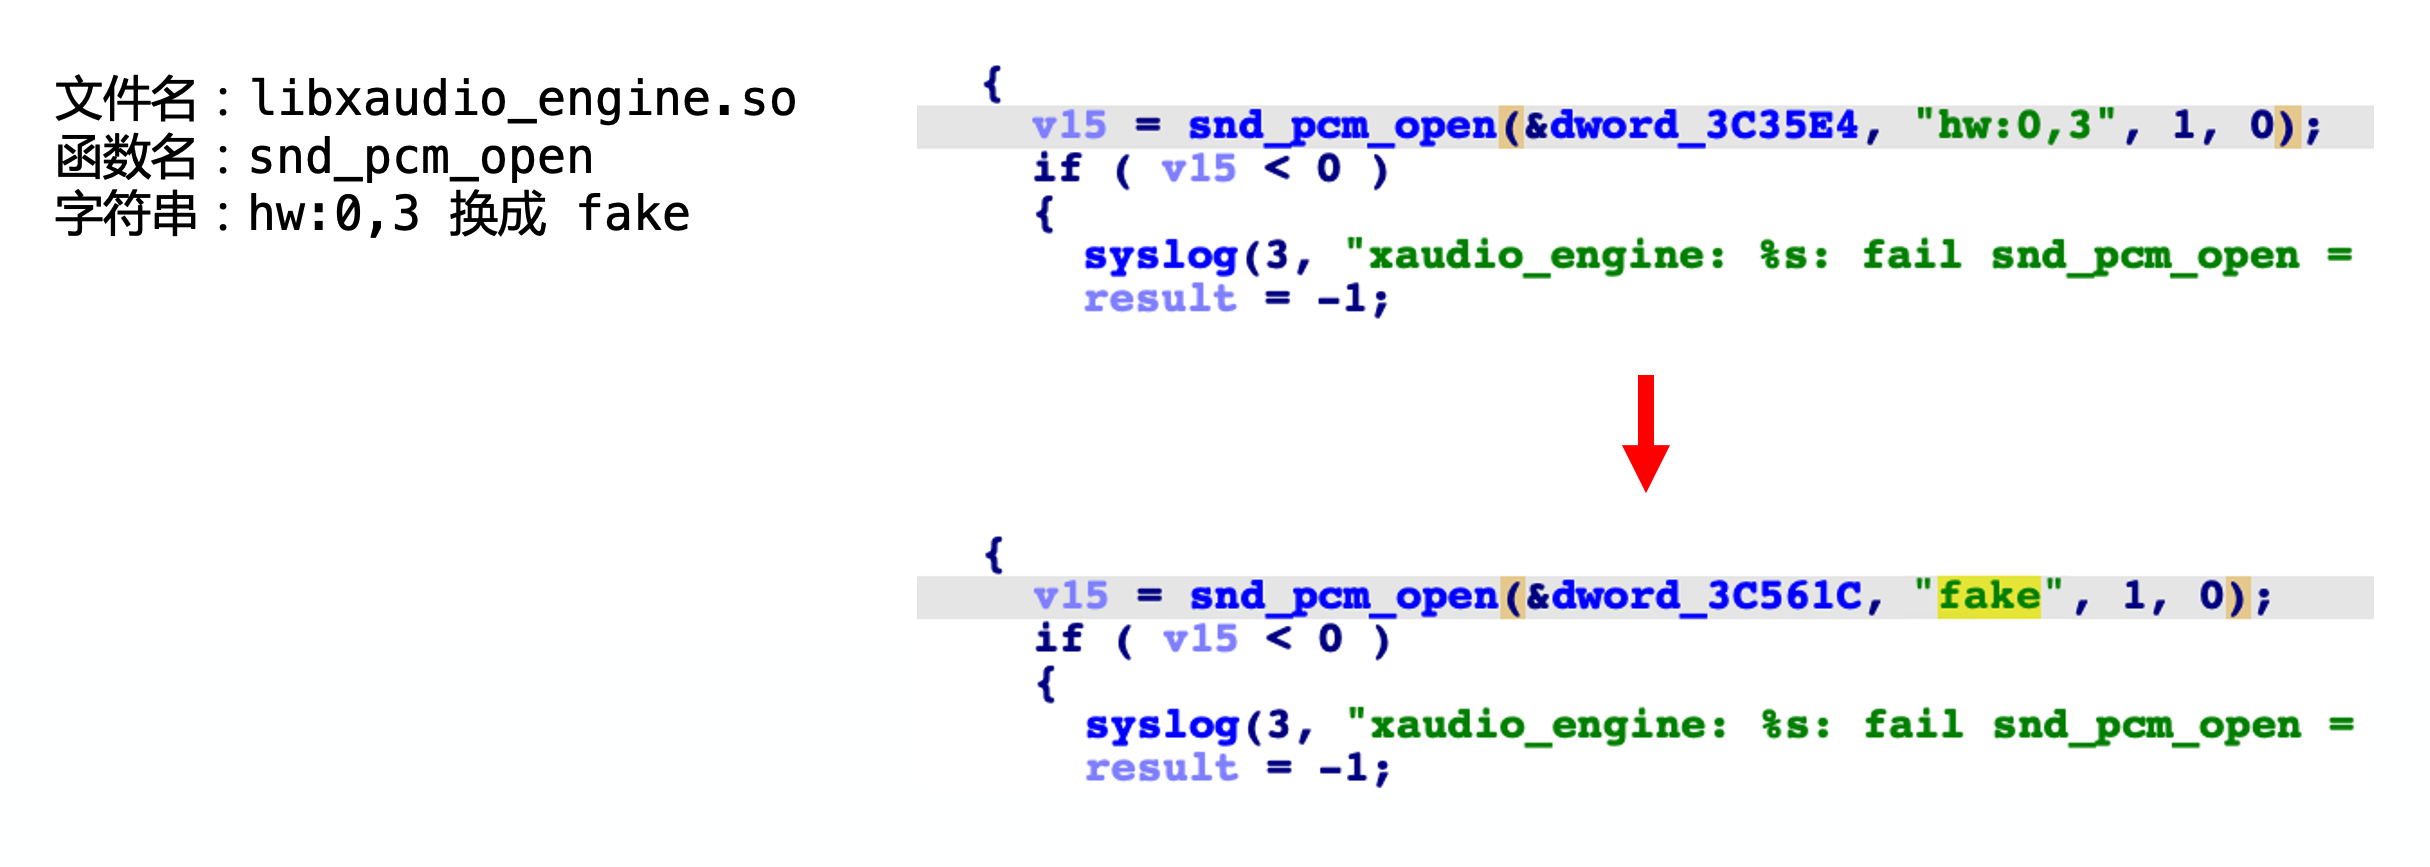 文件名：libxaudio_engine.so
函数名：snd_pcm_open
字符串：hw:0,3 换成 fake
{
v15 = snd_pcm_open(&dword_3C35E4, "hw:0,3", 1, 0);
if ( v15 < 0 )
{
syslog(3, "xaudio_engine: %s: fail snd_pcm_open =
result = -1;
{
v15 = snd_pcm_open(&dword_3C561C, "fake", 1, 0);
if ( v15 < 0 )
{
syslog(3, "xaudio_engine: %s: fail snd_pcm_open =
result = -1;